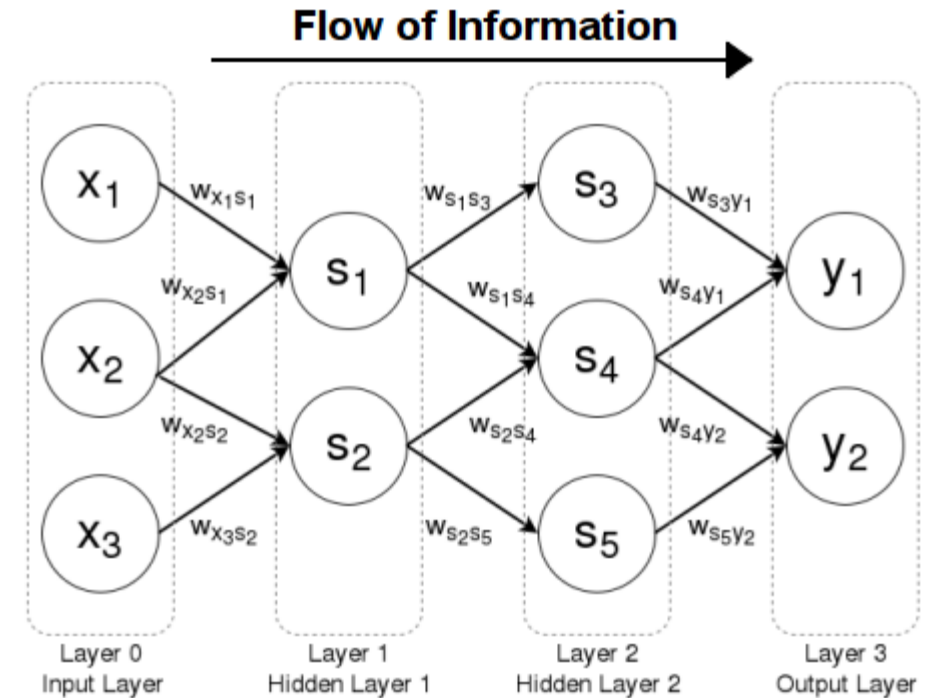 Flow of Information
x1
wx1s1
wx2s1
x2
wx2s2
x3
wx3s2
s1
s2
ws1s3
ws1s4
ws2s4
ws2s5
s3
s4
s5
ws3y1
ws4y1
ws4y2
ws5y2
y1
y2
Layer 0
Input Layer
Layer 1
Hidden Layer 1
Layer 2
Hidden Layer 2
Layer 3
Output Layer